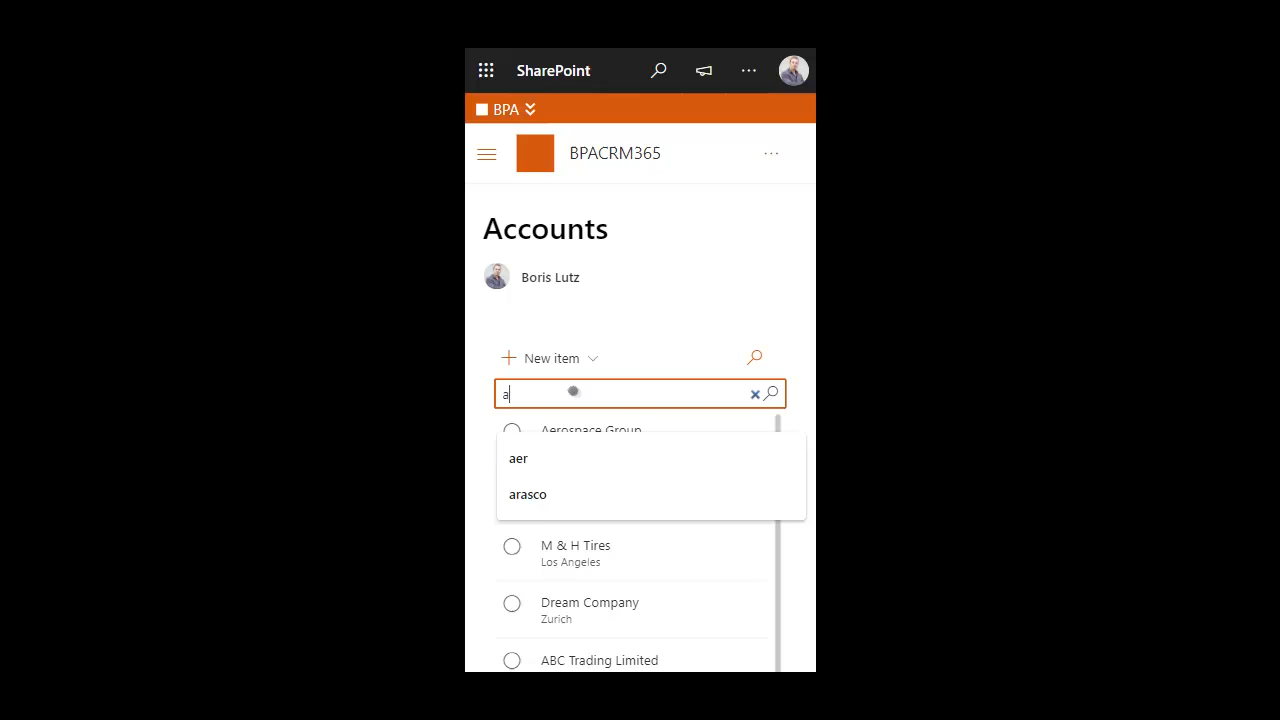 SharePoint
BPA
BPACRM365
Accounts
Boris Lutz
New item
a
Aerospace Group
aer
arasco
M & H Tires
Los Angeles
Dream Company
Zurich
ABC Trading Limited